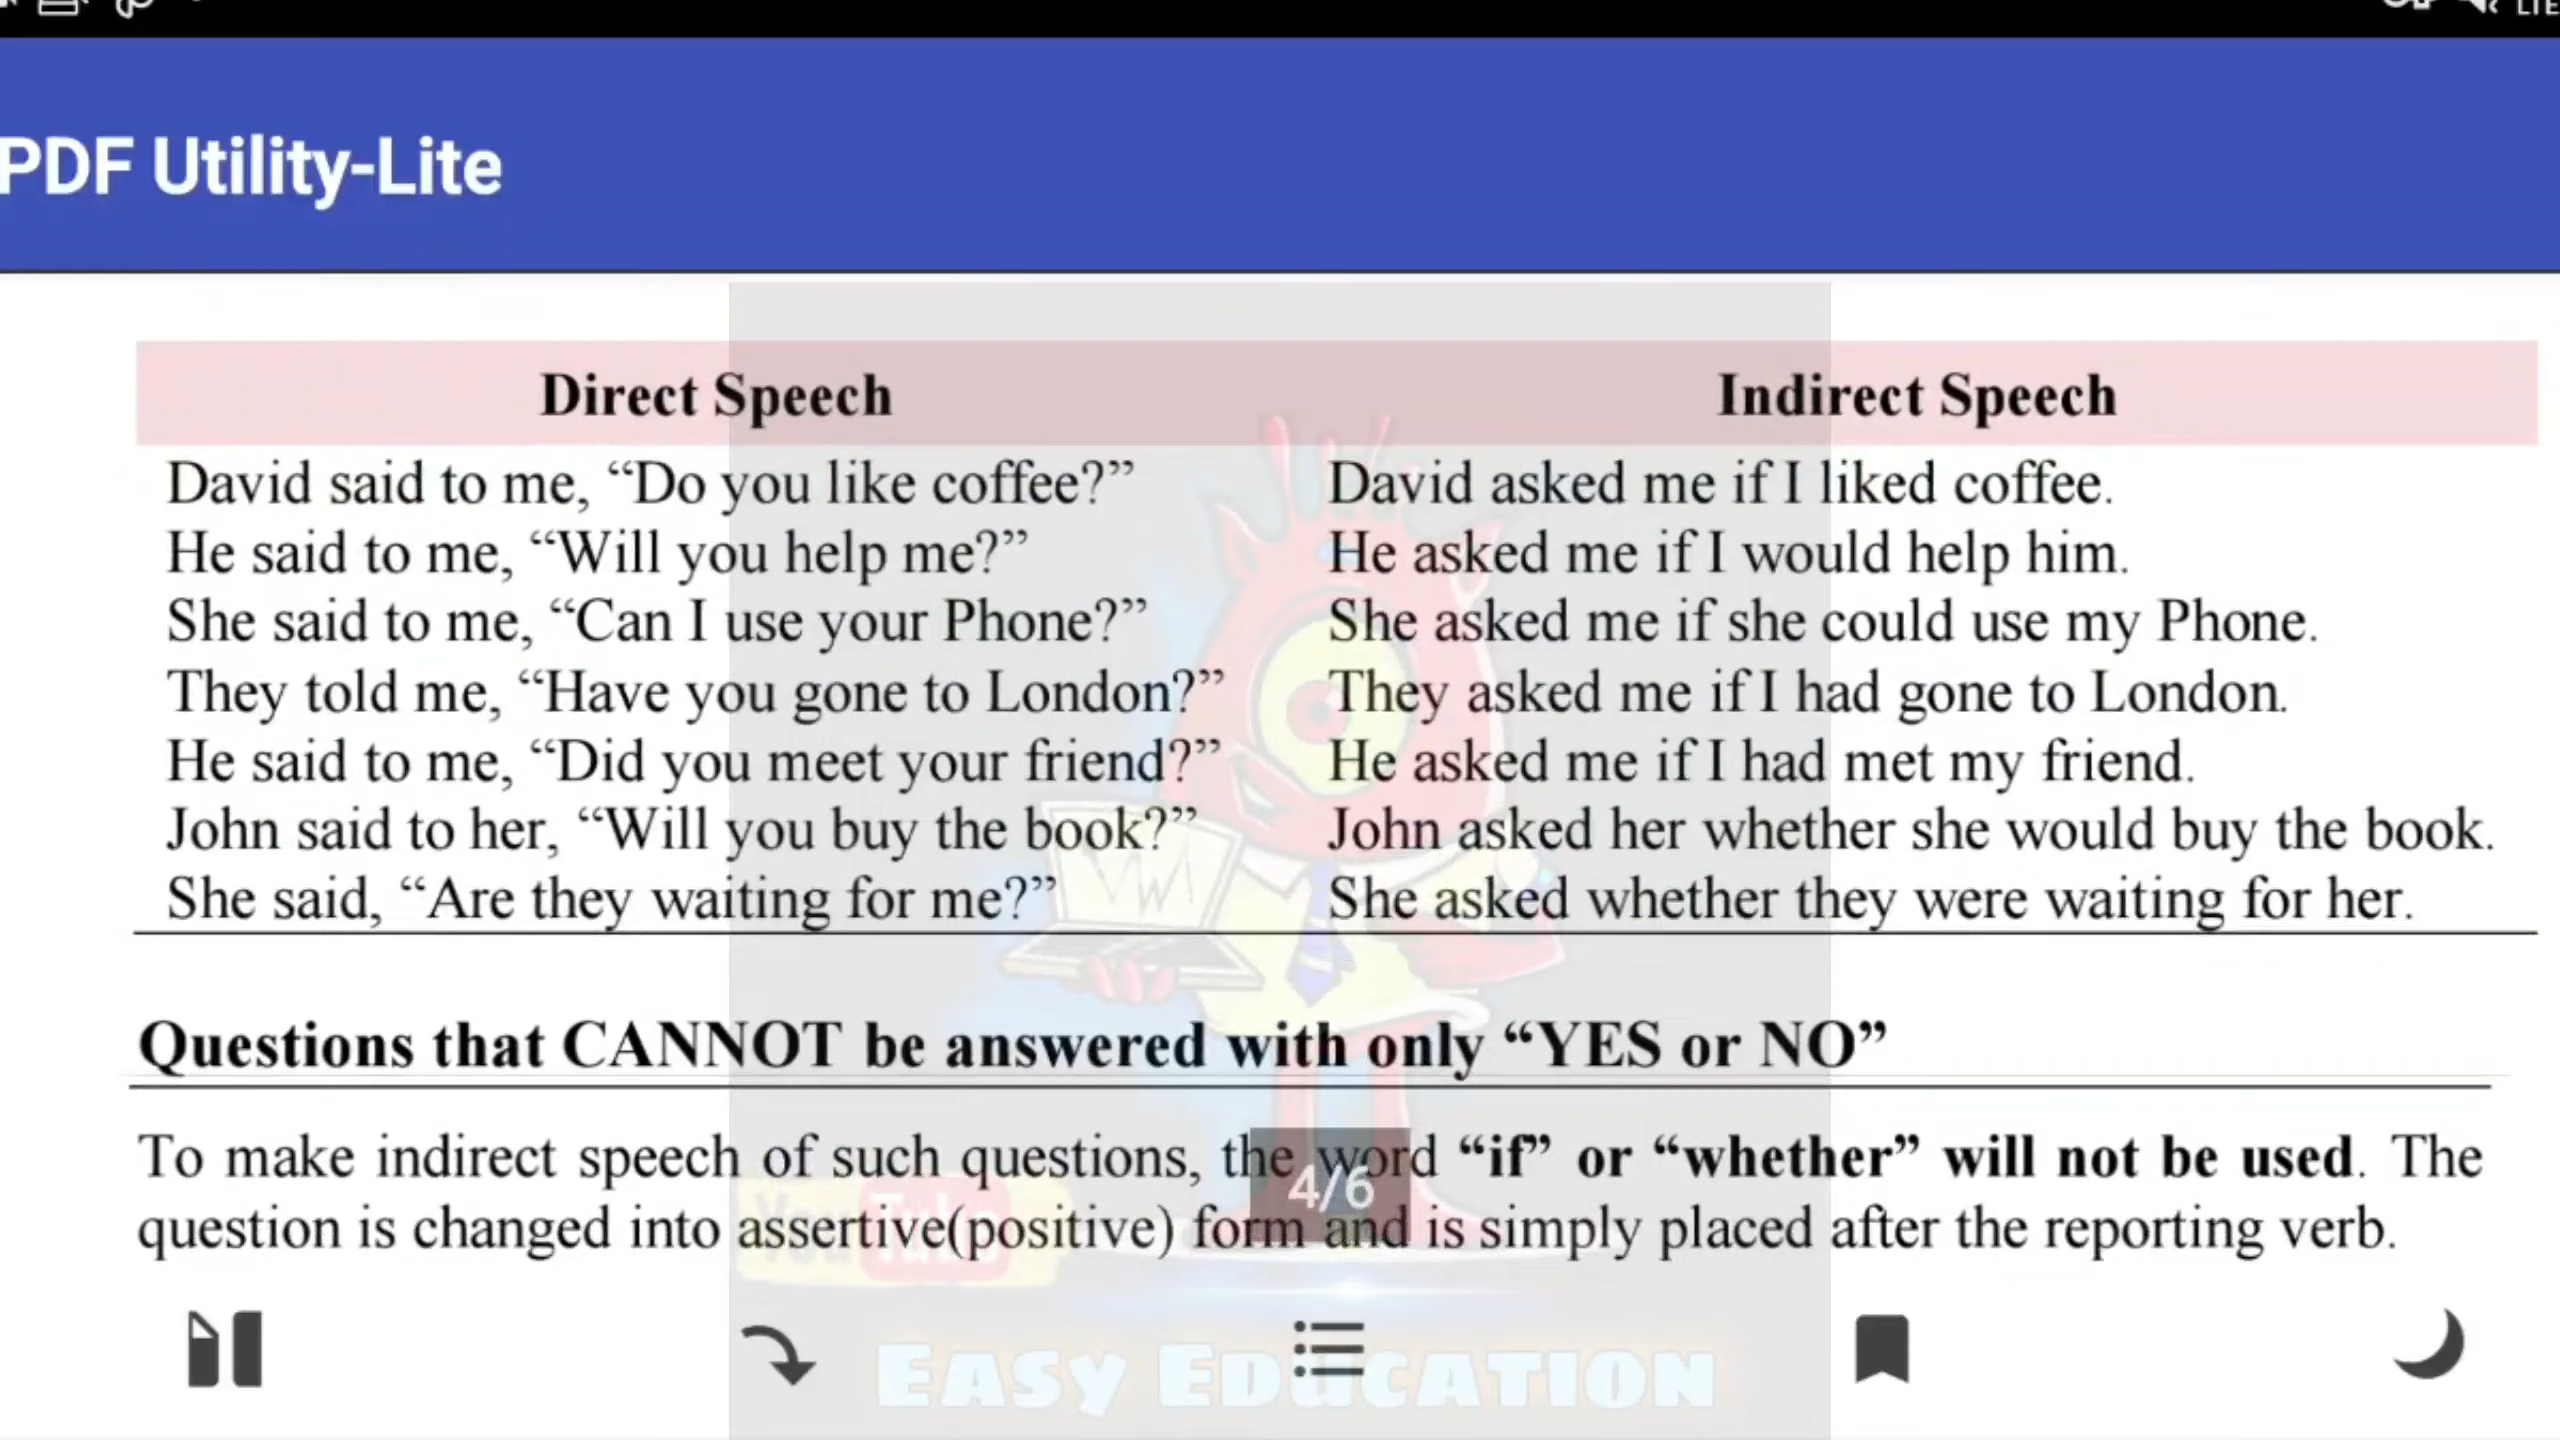 LTE
PDF Utility-Lite
Direct Speech Indirect Speech
David said to me, “Do you like coffee?” David asked me if I liked coffee.
He said to me, “Will you help me?” He asked me if I would help him.
She said to me, “Can I use your Phone?” She asked me if she could use my Phone.
They told me, “Have you gone to London?” They asked me if I had gone to London.
He said to me, “Did you meet your friend?” He asked me if I had met my friend.
John said to her, “Will you buy the book?” John asked her whether she would buy the book.
She said, “Are they waiting for me?” She asked whether they were waiting for her.
Questions that CANNOT be answered with only “YES or NO”
To make indirect speech of such questions, the word “if” or “whether” will not be used. The
question is changed into assertive(positive) form and is simply placed after the reporting verb.
4/6
YouTube
EASY EDUCATION